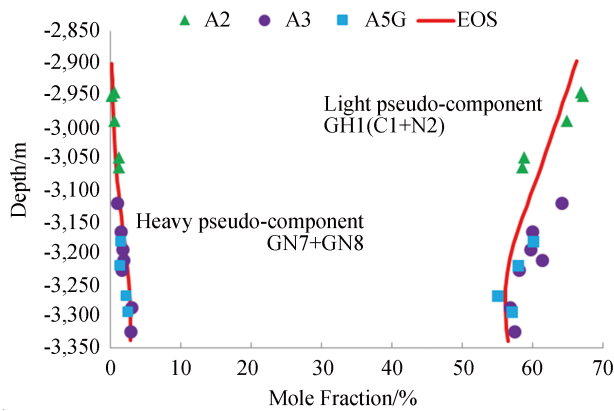 A2 A3 A5G EOS
-2,850
-2,900
-2,950
-3,000
-3,050
-3,100
-3,150
-3,200
-3,250
-3,300
-3,350
Depth/m
Light pseudo-component
GH1(C1+N2)
Heavy pseudo-component
GN7+GN8
0 10 20 30 40 50 60 70
Mole Fraction/%